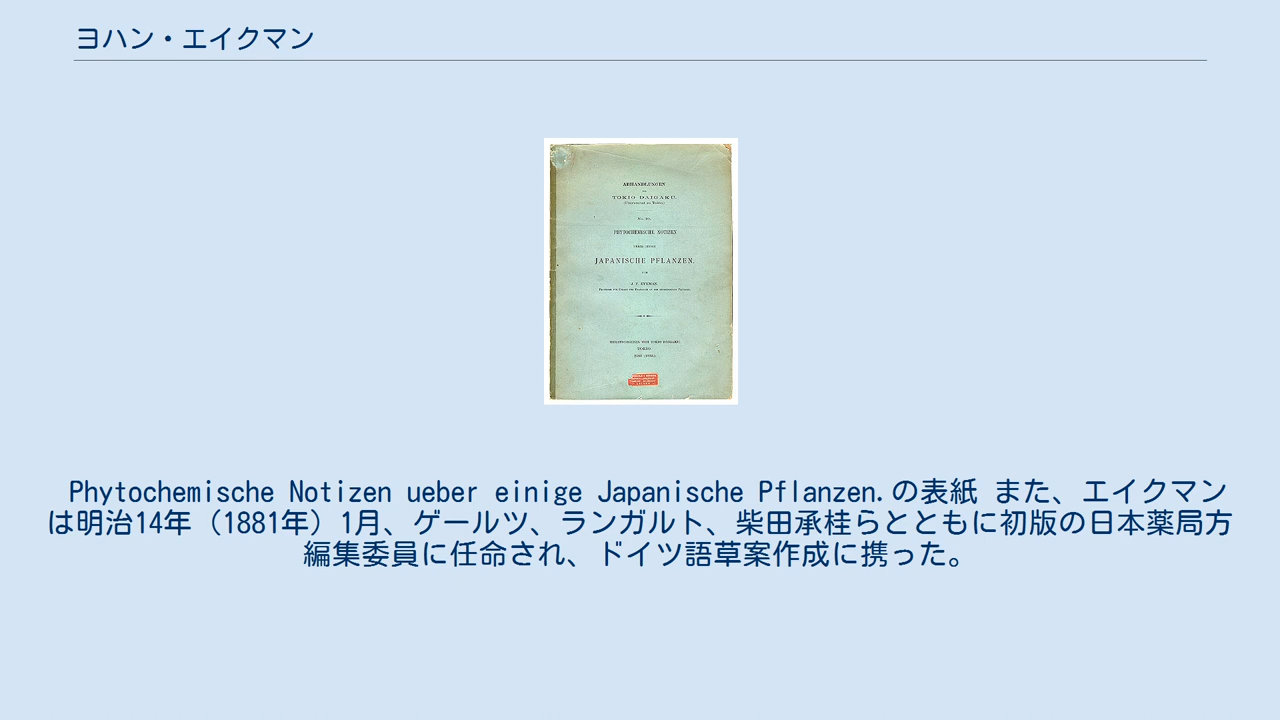 ヨハン・エイクマン
ABHANDLUNGEN
TOKIO DAIGAKU.
PHYTOCHEMISCHE NOTIZEN
JAPANISCHE PFLANZEN.
J. F. EYKMAN
TOKIO.
Phytochemische Notizen ueber einige Japanische Pflanzen.の表紙 また、エイクマン
は明治14年（1881年）1月、ゲールツ、ランガルト、柴田承桂らとともに初版の日本薬局方
編集委員に任命され、ドイツ語草案作成に携った。